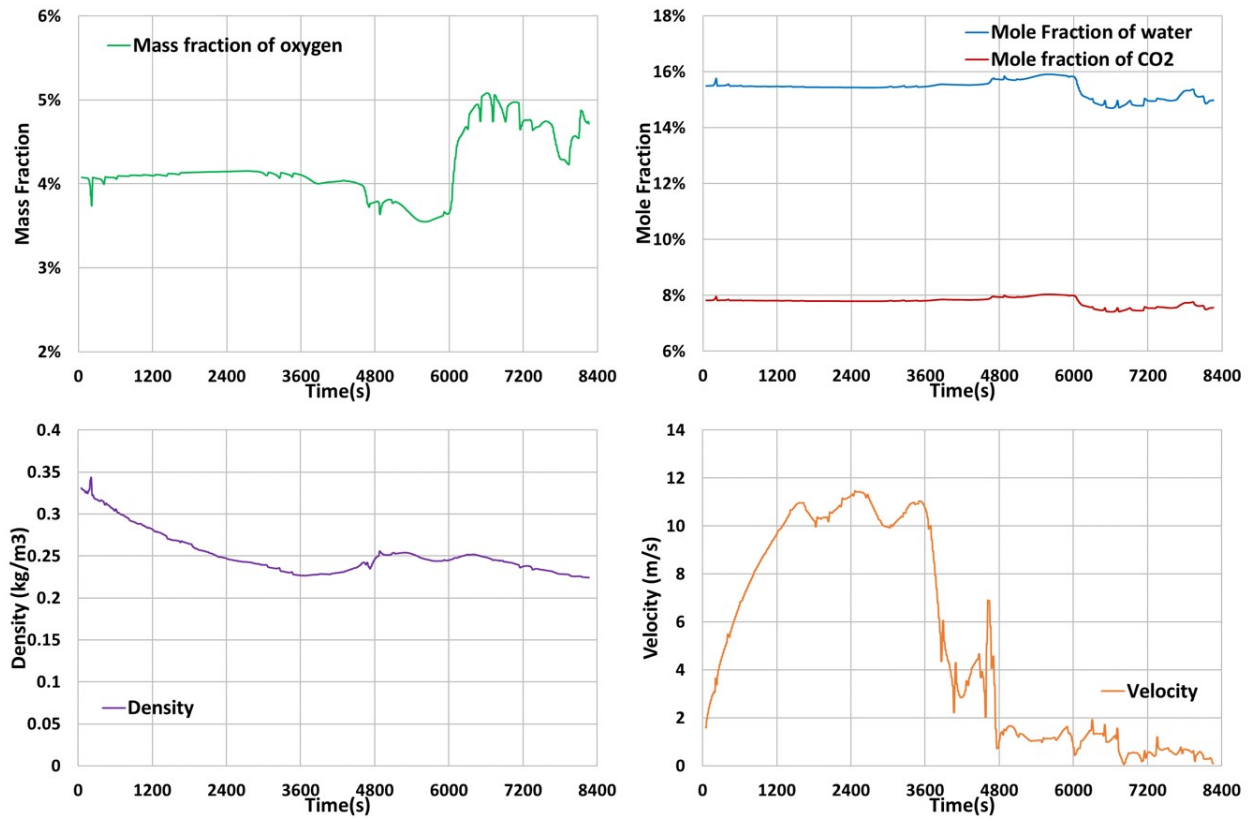 6%
5%
4%
3%
2%
Mass Fraction
Mass fraction of oxygen
0 1200 2400 3600 4800 6000 7200 8400
Time(s)
18%
16%
14%
12%
10%
8%
6%
Mole Fraction
Mole Fraction of water
Mole fraction of CO2
0 1200 2400 3600 4800 6000 7200 8400
Time(s)
0.4
0.35
0.3
0.25
0.2
0.15
0.1
0.05
0
Density (kg/m3)
Density
0 1200 2400 3600 4800 6000 7200 8400
Time(s)
14
12
10
8
6
4
2
0
Velocity (m/s)
Velocity
0 1200 2400 3600 4800 6000 7200 8400
Time(s)